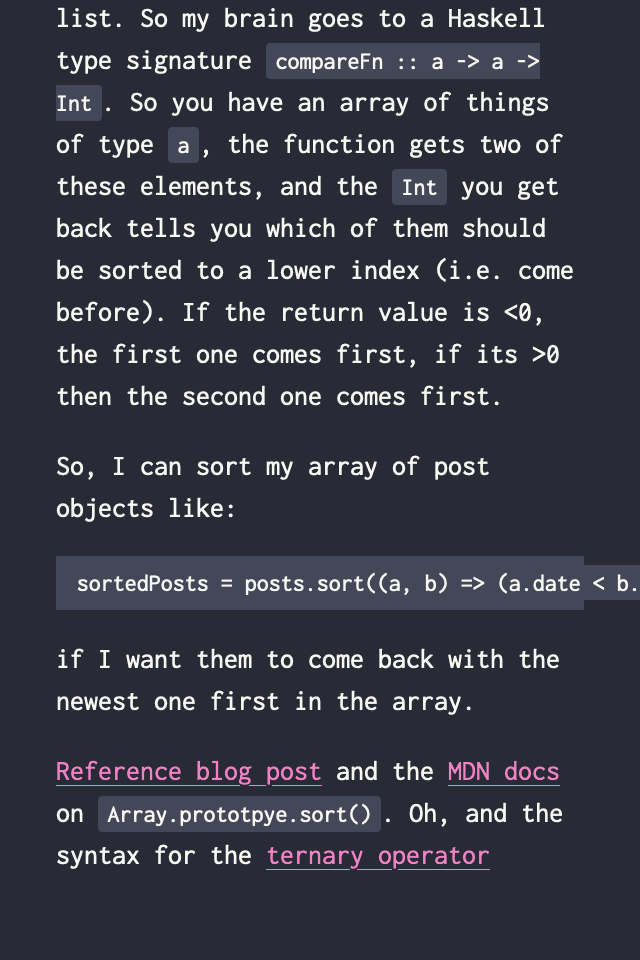 list. So my brain goes to a Haskell
type signature compareFn :: a -> a ->
Int. So you have an array of things
of type a, the function gets two of
these elements, and the Int you get
back tells you which of them should
be sorted to a lower index (i.e. come
before). If the return value is <0,
the first one comes first, if its >0
then the second one comes first.
So, I can sort my array of post
objects like:
sortedPosts = posts.sort((a, b) => (a.date < b.
if I want them to come back with the
newest one first in the array.
Reference blog post and the MDN docs
on Array.prototpye.sort(). Oh, and the
syntax for the ternary operator